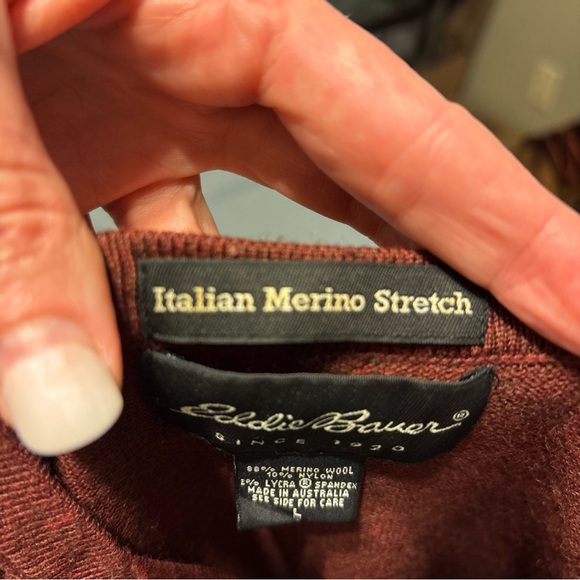 Italian Merino Stretch
Eddie Bauer®
SINCE 1920
88% MERINO WOOL
10% NYLON
2% LYCRA ® SPANDEX
MADE IN AUSTRALIA
SEE SIDE FOR CARE
L